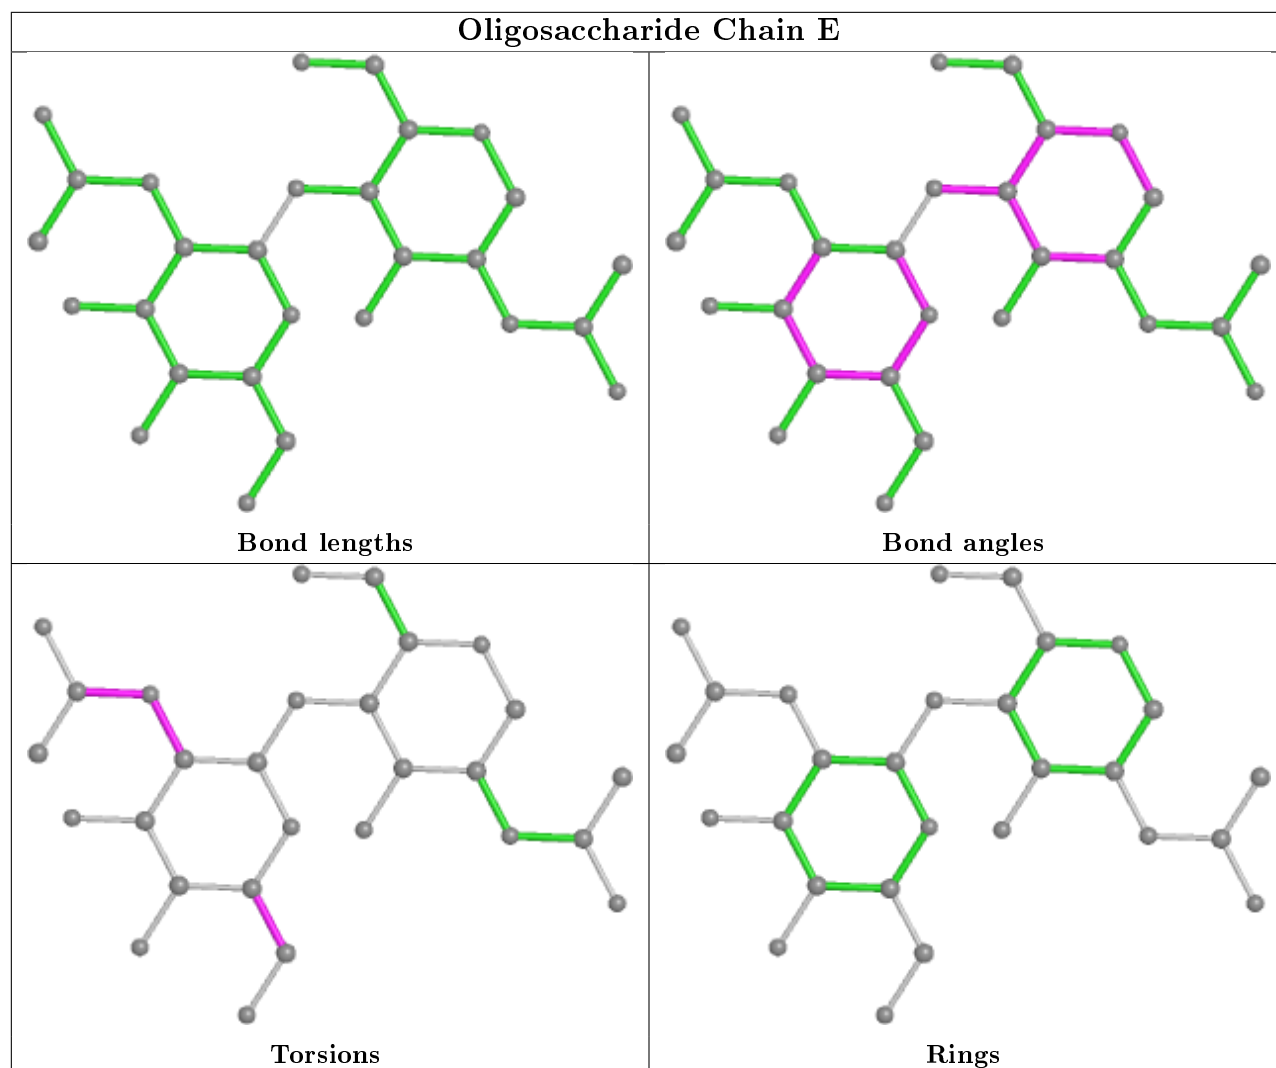 Oligosaccharide Chain E
Bond lengths
Bond angles
Torsions
Rings